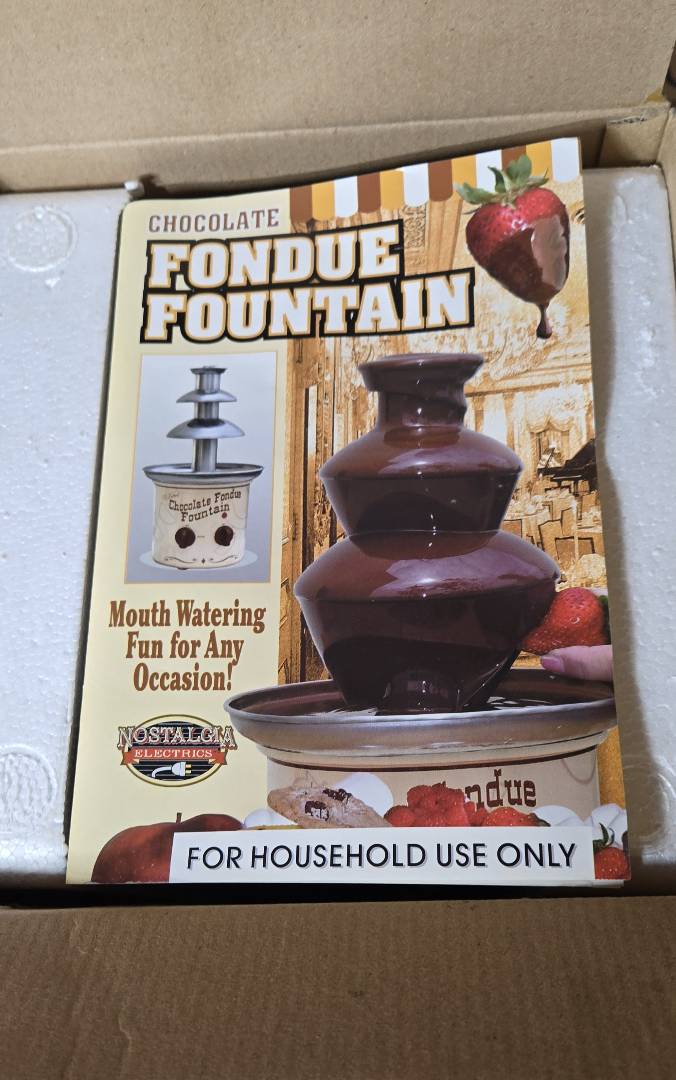 CHOCOLATE
FONDUE
FOUNTAIN
Chocolate Fondue
Fountain
Mouth Watering
Fun for Any
Occasion!
NOSTALGIA
ELECTRICS
ndue
FOR HOUSEHOLD USE ONLY